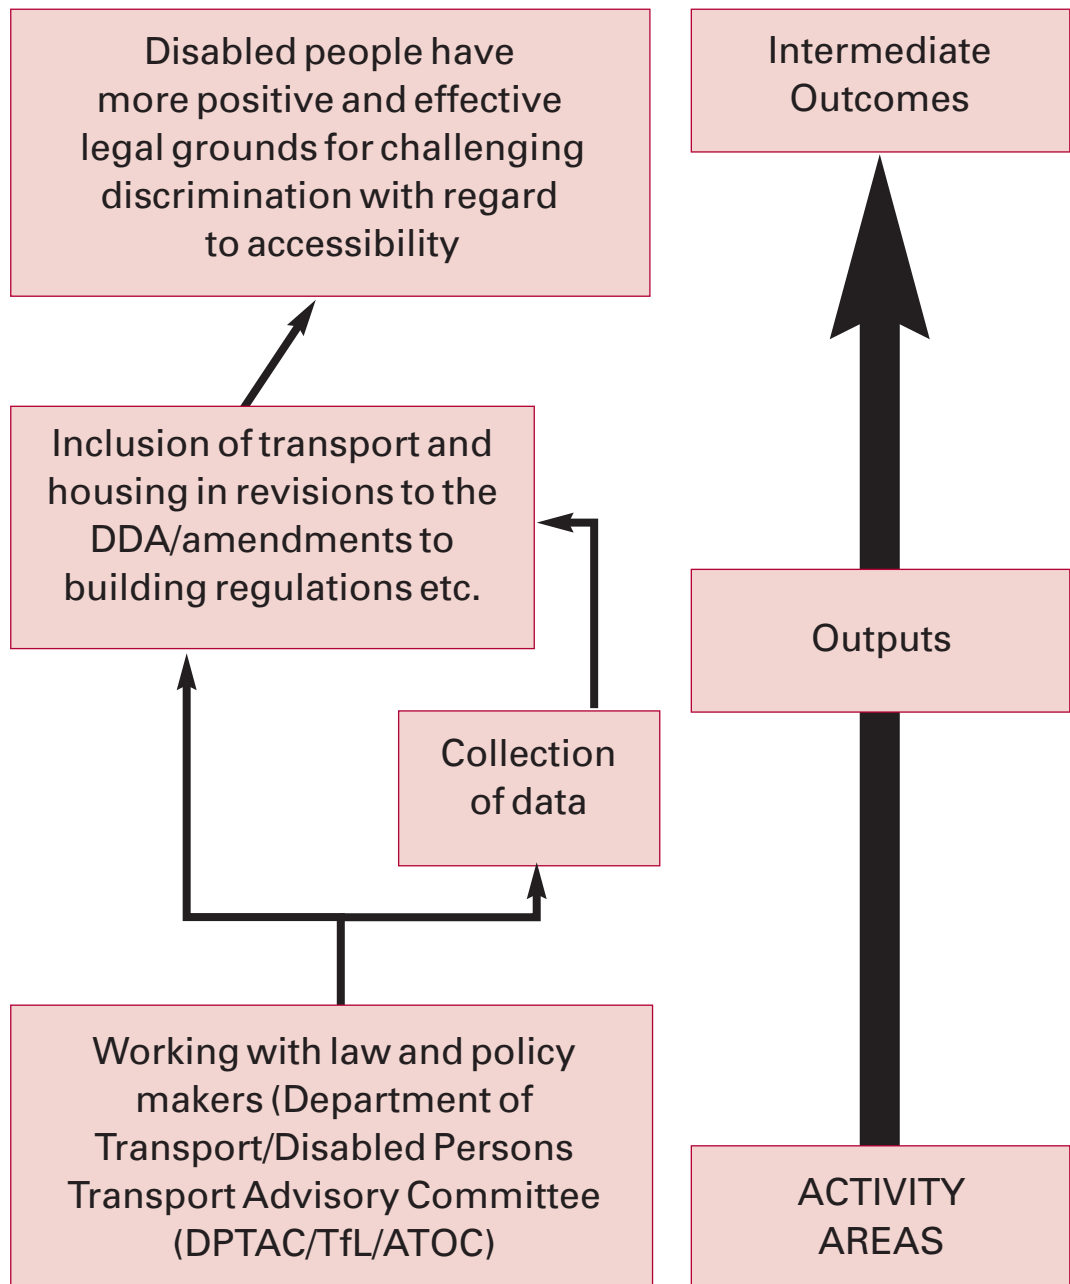 Disabled people have
more positive and effective
legal grounds for challenging
discrimination with regard
to accessibility
Intermediate
Outcomes
Inclusion of transport and
housing in revisions to the
DDA/amendments to
building regulations etc.
Outputs
Collection
of data
Working with law and policy
makers (Department of
Transport/Disabled Persons
Transport Advisory Committee
(DPTAC/TfL/ATOC)
ACTIVITY
AREAS